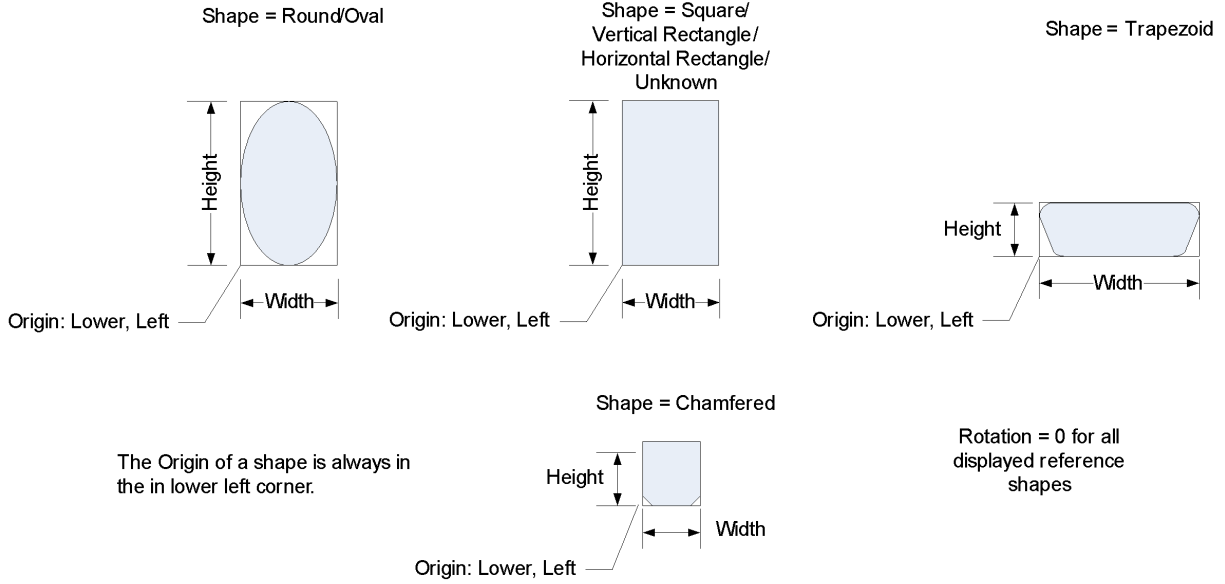 Shape = Round/Oval
Height
Width
Origin: Lower, Left
Shape = Square/
Vertical Rectangle/
Horizontal Rectangle/
Unknown
Height
Width
Origin: Lower, Left
Shape = Trapezoid
Height
Width
Origin: Lower, Left
The Origin of a shape is always in
the in lower left corner.
Shape = Chamfered
Height
Width
Origin: Lower, Left
Rotation = 0 for all
displayed reference
shapes